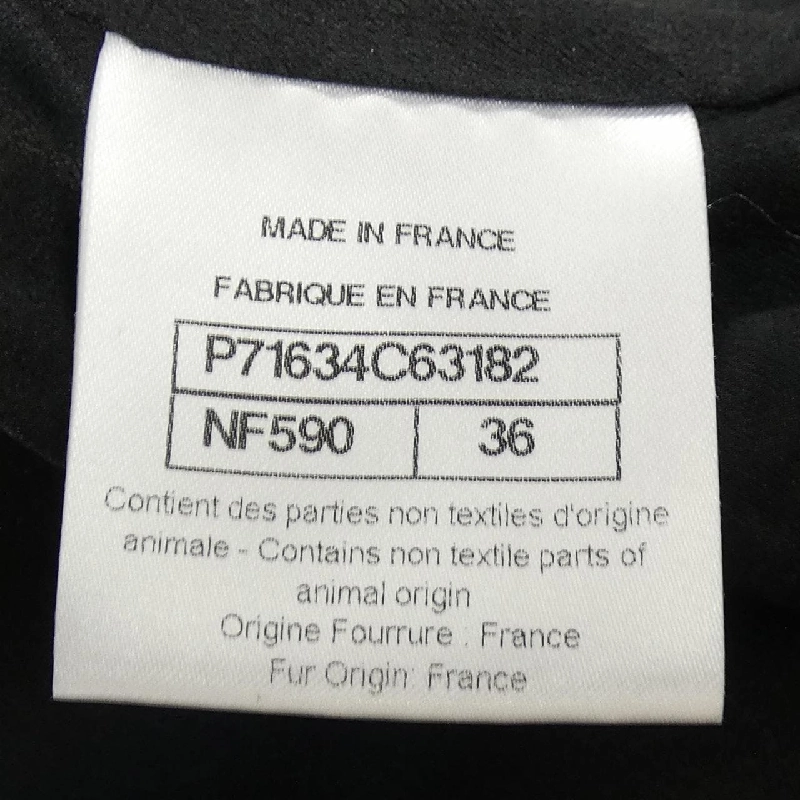 MADE IN FRANCE
FABRIQUE EN FRANCE
P71634C63182
NF590 36
Contient des parties non textiles d'origine
animale - Contains non textile parts of
animal origin
Origine Fourrure : France
Fur Origin: France